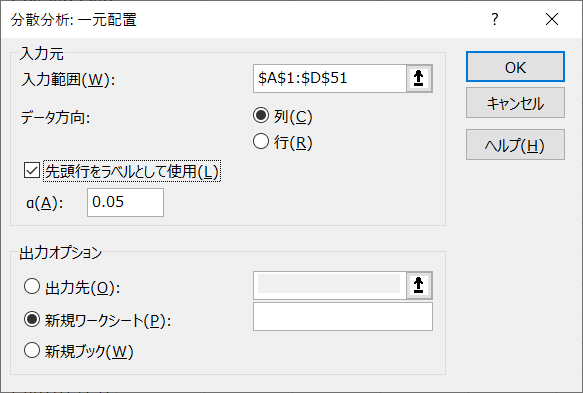 分散分析: 一元配置
? ×
入力元
入力範囲(W):
$A$1:$D$51
データ方向:
列(C)
行(R)
先頭行をラベルとして使用(L)
α(A):
0.05
OK
キャンセル
ヘルプ(H)
出力オプション
出力先(O):
新規ワークシート(P):
新規ブック(W)